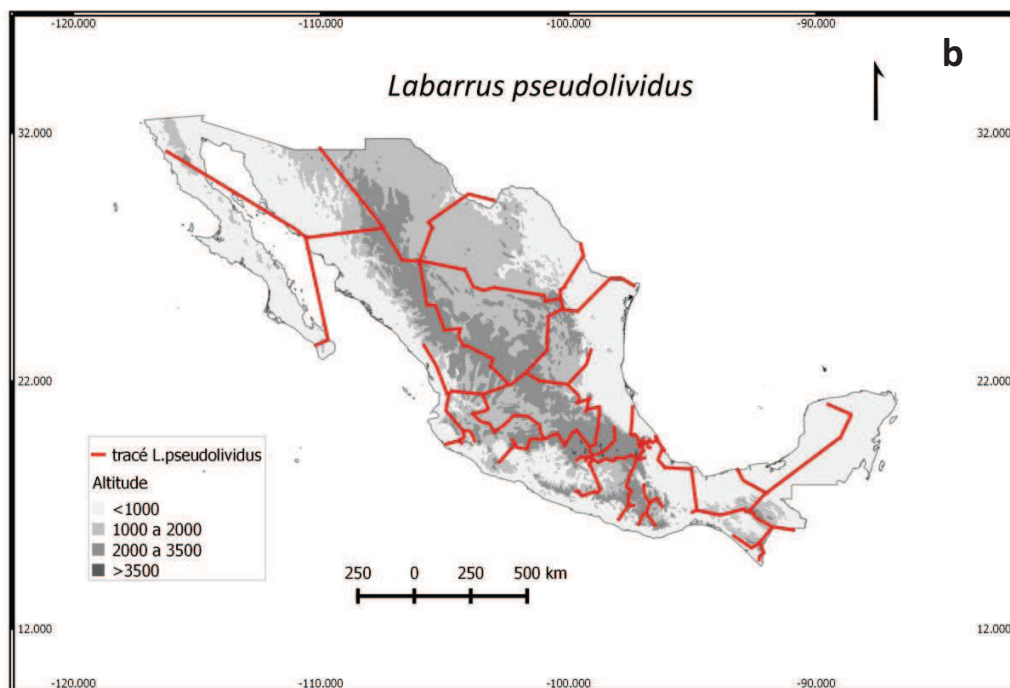 -120.000 -110.000 -100.000 -90.000
b
Labarrus pseudolividus
32.000 32.000
22.000 22.000
tracé L.pseudolividus
Altitude
<1000
1000 a 2000
2000 a 3500
>3500
250 0 250 500 km
12.000 12.000
-120.000 -110.000 -100.000 -90.000